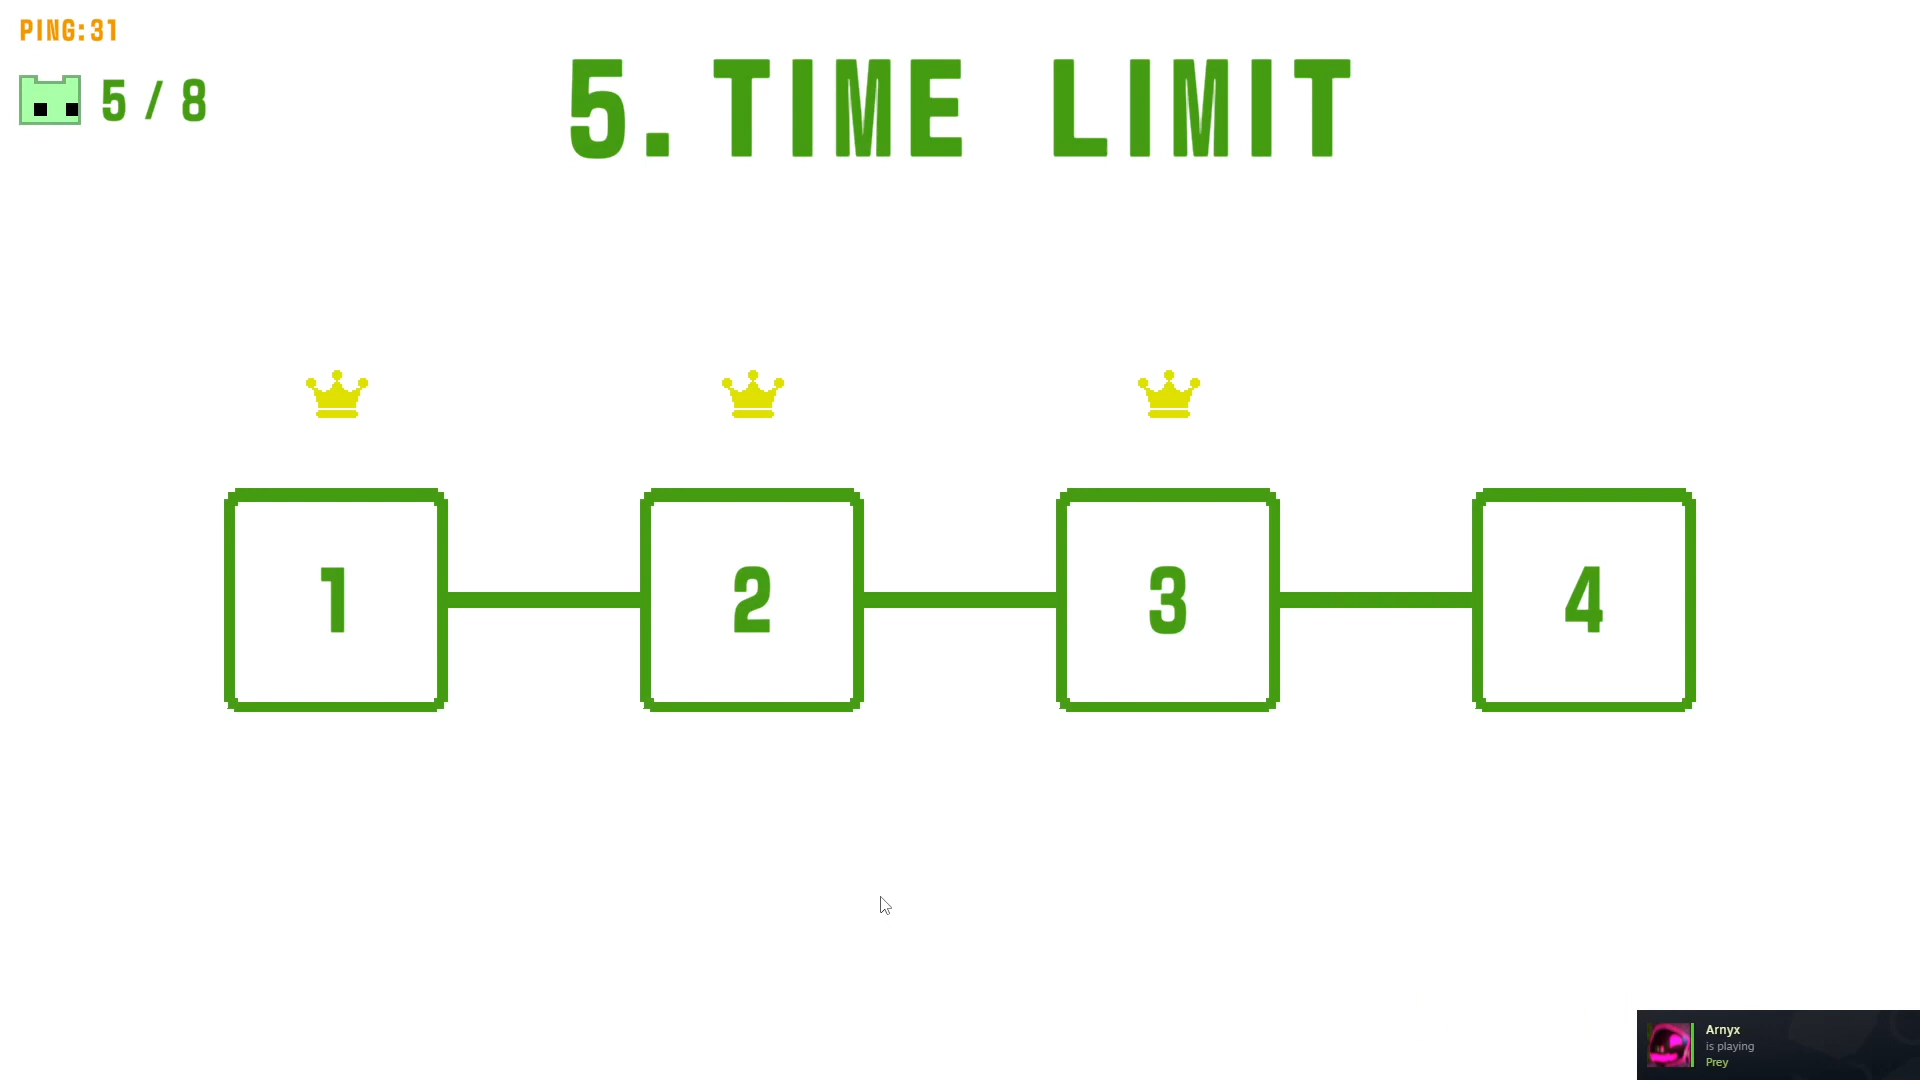 PING:31
5 / 8
5.TIME LIMIT
1
2
3
4
Arnyx
is playing
Prey